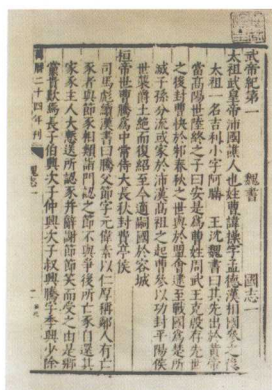 武帝紀第一　魏書　國志一
太祖武皇帝沛國譙人也姓曹諱操字孟德漢相國參之後
太祖一名吉利小字阿瞞　王沈魏書曰其先出於黃帝
當高陽世陸終之子曰安是爲曹姓周武王克殷存先世
之後封曹俠於邾春秋之世與於盟會逮至戰國爲楚所
滅子孫分流或家於沛漢高祖之起曹參以功封平陽侯
世襲爵土絕而復紹至今適嗣國於容城
桓帝世曹騰爲中常侍大長秋封費亭侯
司馬彪續漢書曰騰父節字元偉素以仁厚稱鄰人有亡
豕者與節豕相類詣門認之節不與爭後所亡豕自還其
家豕主人大慙送所認豕并辭謝節節笑而受之由是鄉
黨貴歎焉長子伯興次子仲興次子叔興騰字季興少除
萬曆二十四年刊
魏志一